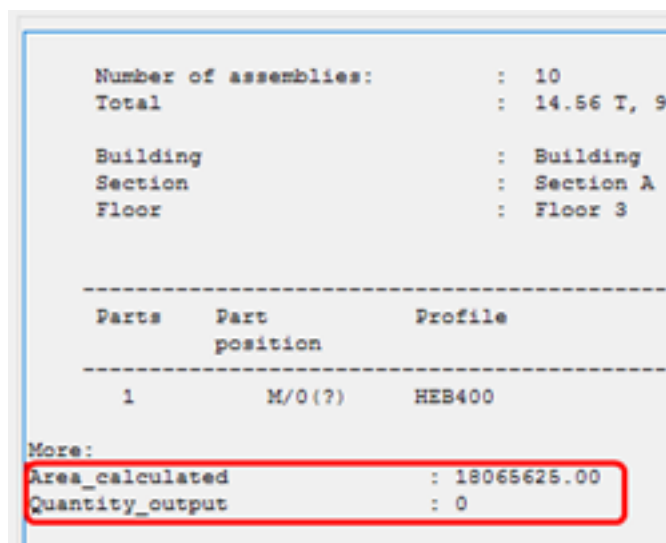 Number of assemblies: : 10
Total : 14.56 T, 9
Building : Building
Section : Section A
Floor : Floor 3
--------------------------------------------
Parts Part Profile
position
--------------------------------------------
1 M/0(?) HEB400
More:
Area_calculated : 18065625.00
Quantity_output : 0